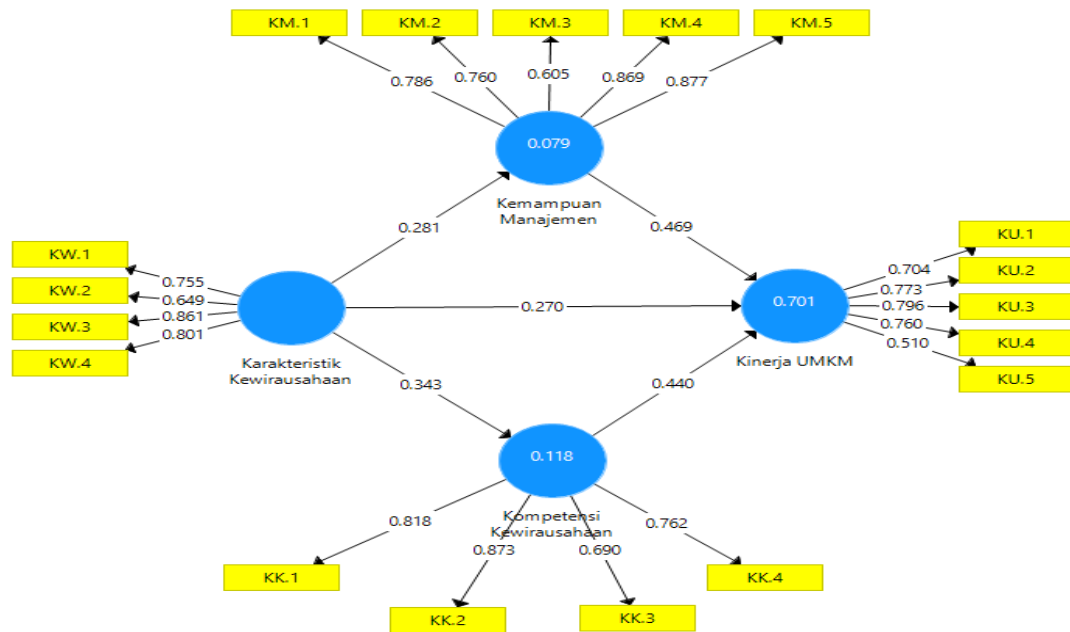 KM.1
KM.2
KM.3
KM.4
KM.5
0.786
0.760
0.605
0.869
0.877
0.079
Kemampuan
Manajemen
0.281
0.469
KW.1
KW.2
KW.3
KW.4
0.755
0.649
0.861
0.801
Karakteristik
Kewirausahaan
0.270
0.701
Kinerja UMKM
0.704
0.773
0.796
0.760
0.510
KU.1
KU.2
KU.3
KU.4
KU.5
0.343
0.440
0.118
Kompetensi
Kewirausahaan
0.818
0.873
0.690
0.762
KK.1
KK.2
KK.3
KK.4